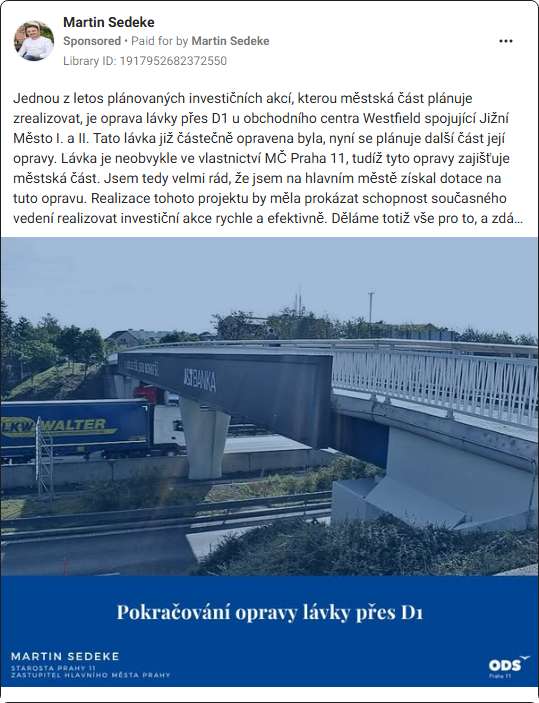 Martin Sedeke
Sponsored • Paid for by Martin Sedeke
Library ID: 1917952682372550
Jednou z letos plánovaných investičních akcí, kterou městská část plánuje
zrealizovat, je oprava lávky přes D1 u obchodního centra Westfield spojující Jižní
Město I. a II. Tato lávka již částečně opravena byla, nyní se plánuje další část její
opravy. Lávka je neobvykle ve vlastnictví MČ Praha 11, tudíž tyto opravy zajišťuje
městská část. Jsem tedy velmi rád, že jsem na hlavním městě získal dotace na
tuto opravu. Realizace tohoto projektu by měla prokázat schopnost současného
vedení realizovat investiční akce rychle a efektivně. Děláme totiž vše pro to, a zdá...
J&T BANKA
LKW WALTER
Pokračování opravy lávky přes D1
MARTIN SEDEKE
STAROSTA PRAHY 11
ZASTUPITEL HLAVNÍHO MĚSTA PRAHY
ODS
Praha 11